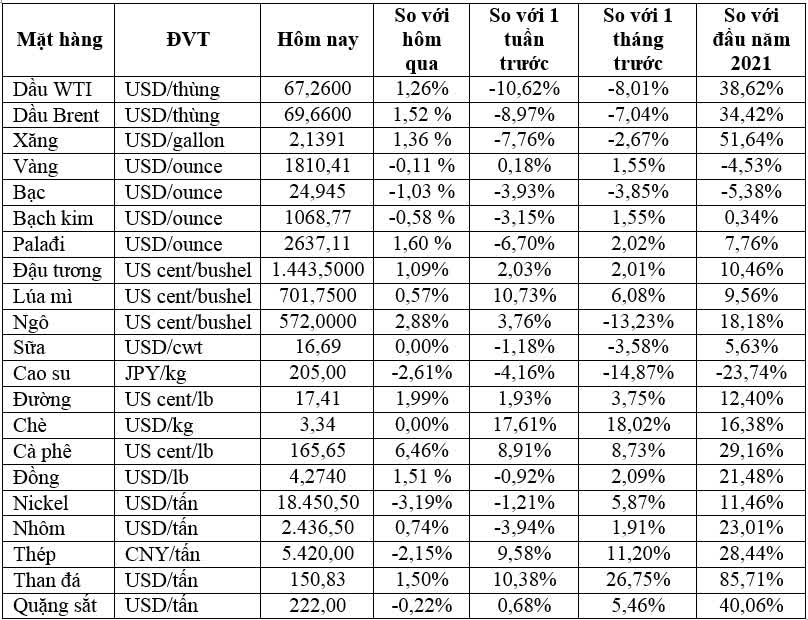 Mặt hàng | ĐVT | Hôm nay | So với hôm qua | So với 1 tuần trước | So với 1 tháng trước | So với đầu năm 2021
Dầu WTI | USD/thùng | 67,2600 | 1,26% | -10,62% | -8,01% | 38,62%
Dầu Brent | USD/thùng | 69,6600 | 1,52 % | -8,97% | -7,04% | 34,42%
Xăng | USD/gallon | 2,1391 | 1,36 % | -7,76% | -2,67% | 51,64%
Vàng | USD/ounce | 1810,41 | -0,11 % | 0,18% | 1,55% | -4,53%
Bạc | USD/ounce | 24,945 | -1,03 % | -3,93% | -3,85% | -5,38%
Bạch kim | USD/ounce | 1068,77 | -0,58 % | -3,15% | 1,55% | 0,34%
Palađi | USD/ounce | 2637,11 | 1,60 % | -6,70% | 2,02% | 7,76%
Đậu tương | US cent/bushel | 1.443,5000 | 1,09% | 2,03% | 2,01% | 10,46%
Lúa mì | US cent/bushel | 701,7500 | 0,57% | 10,73% | 6,08% | 9,56%
Ngô | US cent/bushel | 572,0000 | 2,88% | 3,76% | -13,23% | 18,18%
Sữa | USD/cwt | 16,69 | 0,00% | -1,18% | -3,58% | 5,63%
Cao su | JPY/kg | 205,00 | -2,61% | -4,16% | -14,87% | -23,74%
Đường | US cent/lb | 17,41 | 1,99% | 1,93% | 3,75% | 12,40%
Chè | USD/kg | 3,34 | 0,00% | 17,61% | 18,02% | 16,38%
Cà phê | US cent/lb | 165,65 | 6,46% | 8,91% | 8,73% | 29,16%
Đồng | USD/lb | 4,2740 | 1,51 % | -0,92% | 2,09% | 21,48%
Nickel | USD/tấn | 18.450,50 | -3,19% | -1,21% | 5,87% | 11,46%
Nhôm | USD/tấn | 2.436,50 | 0,74% | -3,94% | 1,91% | 23,01%
Thép | CNY/tấn | 5.420,00 | -2,15% | 9,58% | 11,20% | 28,44%
Than đá | USD/tấn | 150,83 | 1,50% | 10,38% | 26,75% | 85,71%
Quặng sắt | USD/tấn | 222,00 | -0,22% | 0,68% | 5,46% | 40,06%